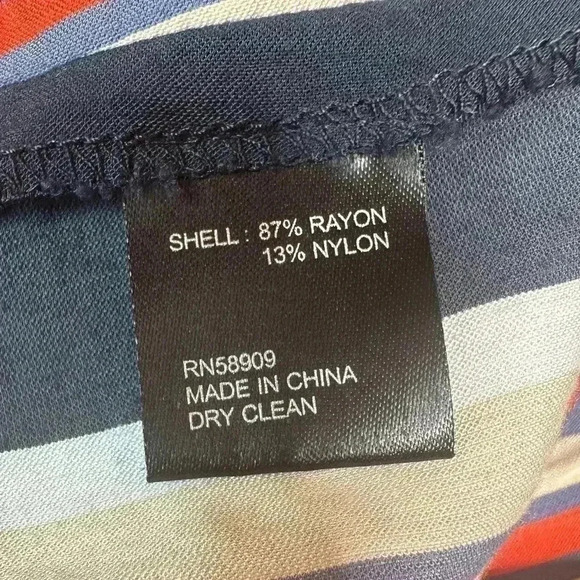 SHELL : 87% RAYON
13% NYLON
RN58909
MADE IN CHINA
DRY CLEAN